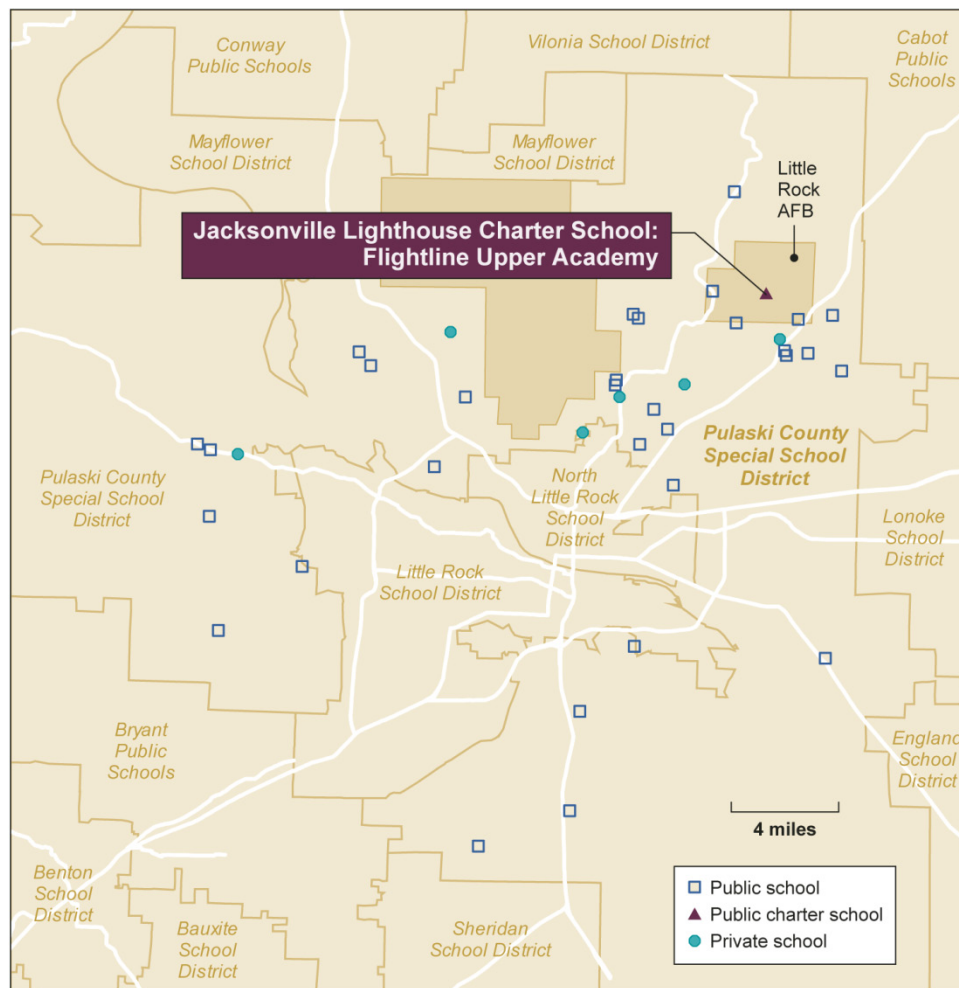 Conway
Public Schools
Vilonia School District
Cabot
Public
Schools
Mayflower
School District
Mayflower
School District
Little
Rock
AFB
Jacksonville Lighthouse Charter School:
Flightline Upper Academy
Pulaski County
Special School
District
Pulaski County
Special School
District
North
Little Rock
School
District
Lonoke
School
District
Little Rock
School District
Bryant
Public
Schools
England
School
District
4 miles
Benton
School
District
Bauxite
School
District
Sheridan
School District
Public school
Public charter school
Private school